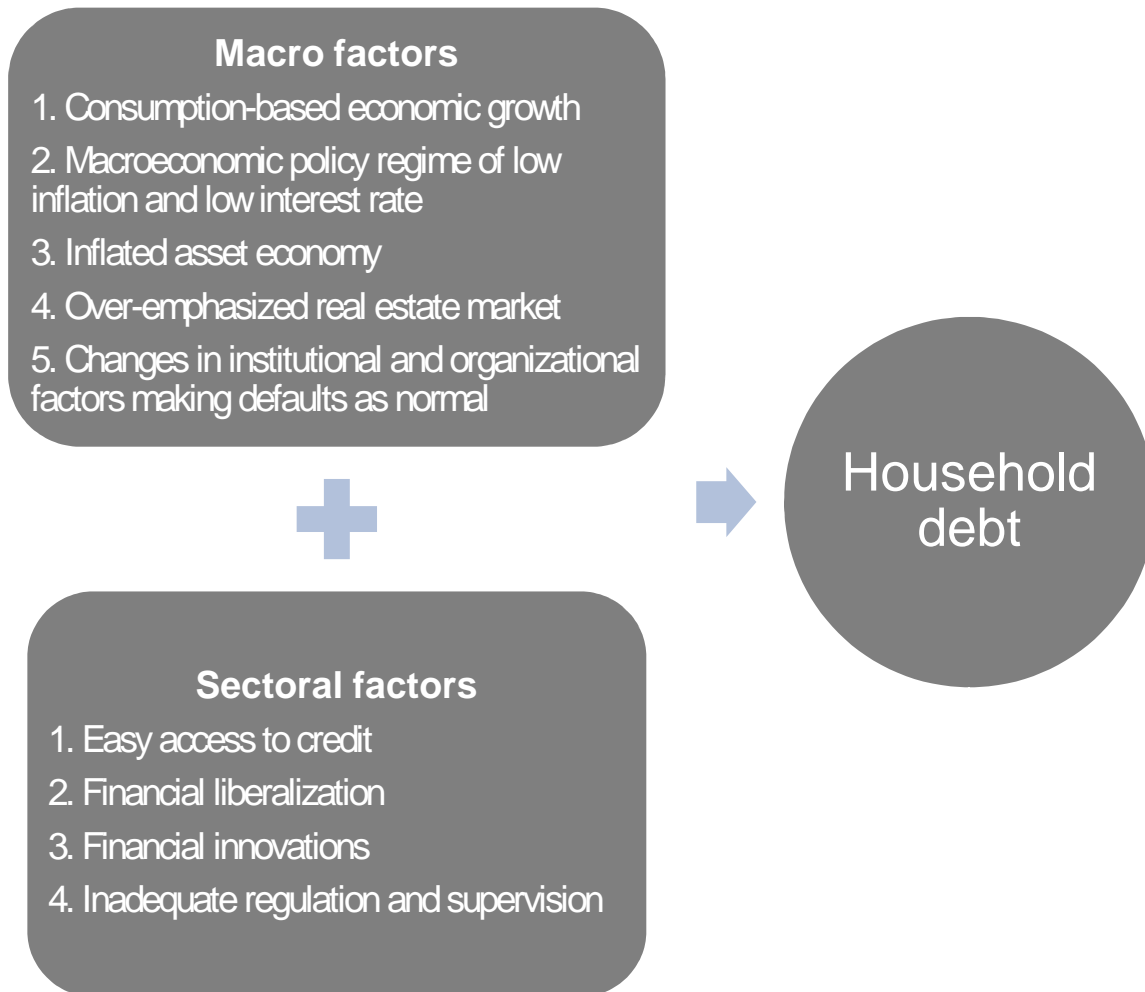 Macro factors
1. Consumption-based economic growth
2. Macroeconomic policy regime of low
inflation and low interest rate
3. Inflated asset economy
4. Over-emphasized real estate market
5. Changes in institutional and organizational
factors making defaults as normal
Household
debt
Sectoral factors
1. Easy access to credit
2. Financial liberalization
3. Financial innovations
4. Inadequate regulation and supervision